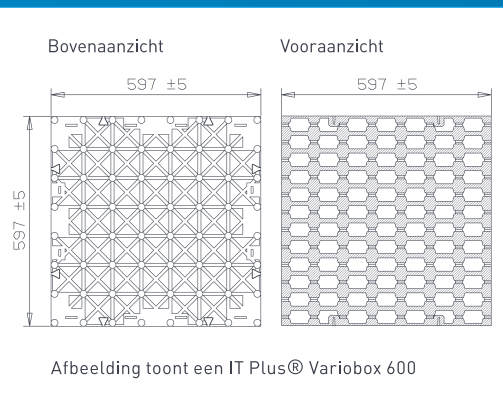 Bovenaanzicht
Vooraanzicht
597 ±5
597 ±5
597 ±5
Afbeelding toont een IT Plus® Variobox 600